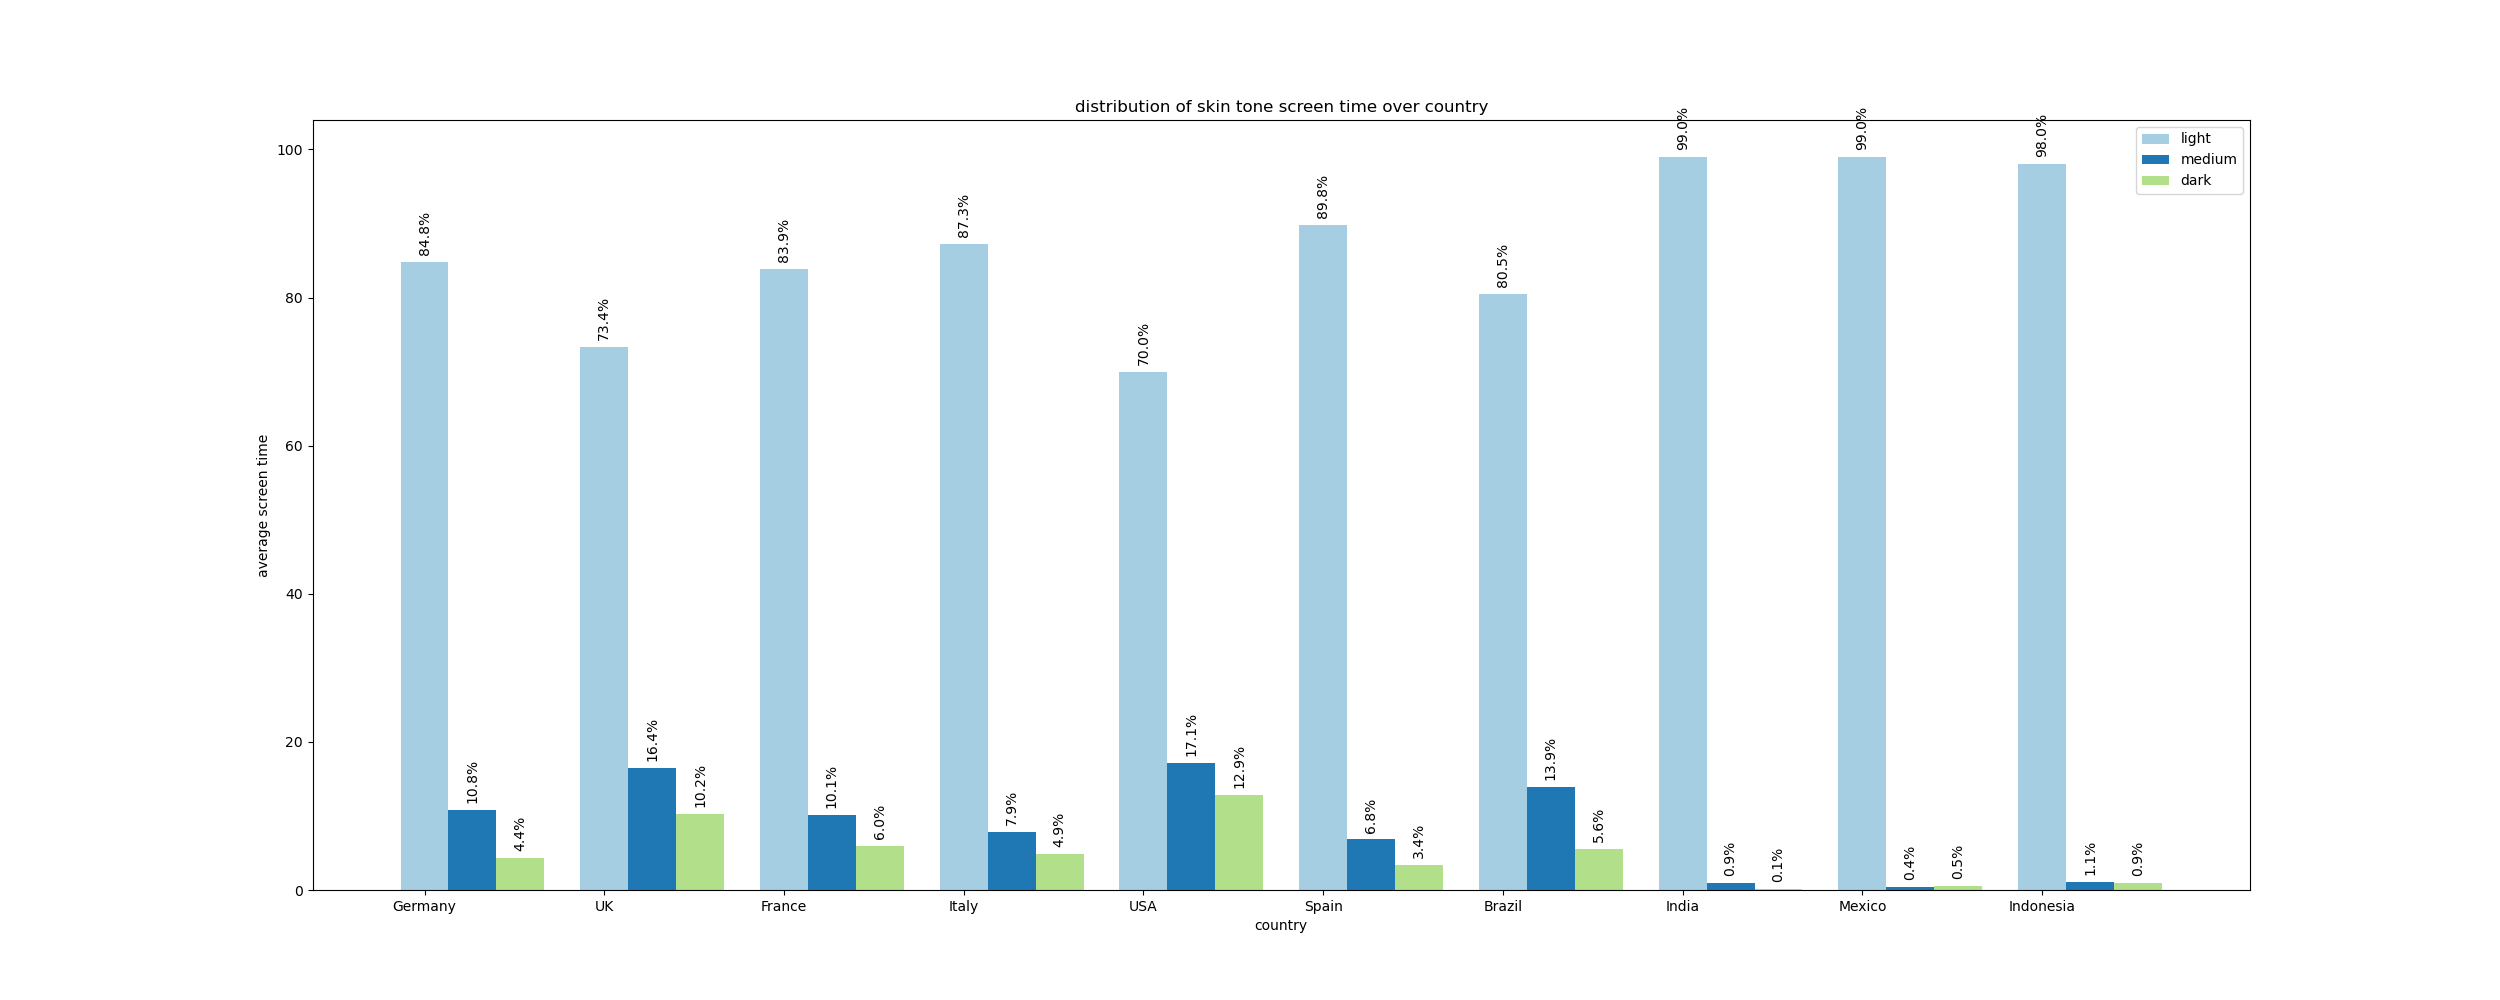 distribution of skin tone screen time over country
light
medium
dark
average screen time
100
80
60
40
20
0
84.8%
10.8%
4.4%
73.4%
16.4%
10.2%
83.9%
10.1%
6.0%
87.3%
7.9%
4.9%
70.0%
17.1%
12.9%
89.8%
6.8%
3.4%
80.5%
13.9%
5.6%
99.0%
0.9%
0.1%
99.0%
0.4%
0.5%
98.0%
1.1%
0.9%
Germany
UK
France
Italy
USA
Spain
Brazil
India
Mexico
Indonesia
country